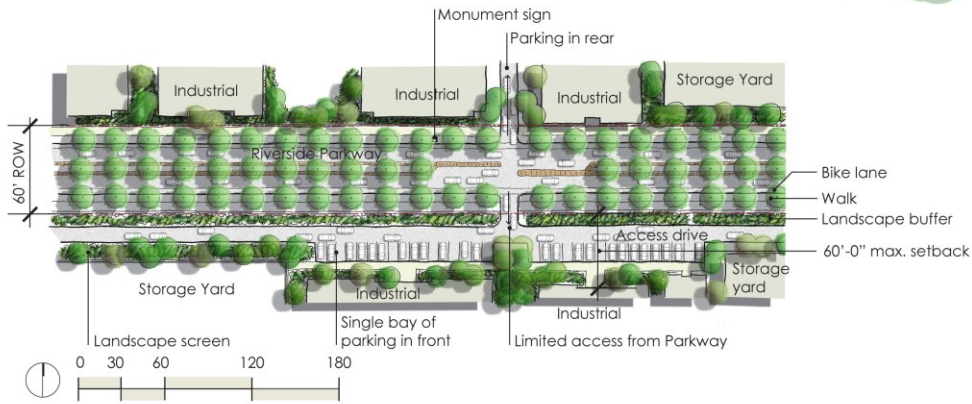 Monument sign
Parking in rear
Industrial
Industrial
Industrial
Storage Yard
Riverside Parkway
60' ROW
Bike lane
Walk
Landscape buffer
Access drive
60'-0" max. setback
Storage Yard
Industrial
Storage
yard
Industrial
Landscape screen
Single bay of
parking in front
Limited access from Parkway
0 30 60 120 180